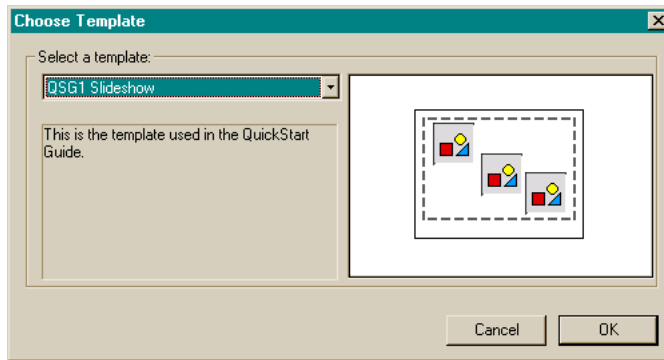 Choose Template
Select a template:
QSG1 Slideshow
This is the template used in the QuickStart
Guide.
Cancel
OK